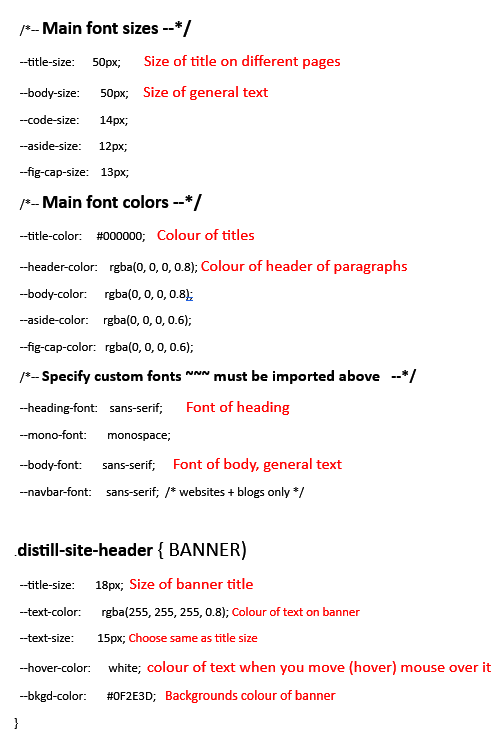 /*-- Main font sizes --*/
--title-size: 50px; Size of title on different pages
--body-size: 50px; Size of general text
--code-size: 14px;
--aside-size: 12px;
--fig-cap-size: 13px;
/*-- Main font colors --*/
--title-color: #000000; Colour of titles
--header-color: rgba(0, 0, 0, 0.8); Colour of header of paragraphs
--body-color: rgba(0, 0, 0, 0.8);
--aside-color: rgba(0, 0, 0, 0.6);
--fig-cap-color: rgba(0, 0, 0, 0.6);
/*-- Specify custom fonts ~~~ must be imported above --*/
--heading-font: sans-serif; Font of heading
--mono-font: monospace;
--body-font: sans-serif; Font of body, general text
--navbar-font: sans-serif; /* websites + blogs only */
.distill-site-header { BANNER)
--title-size: 18px; Size of banner title
--text-color: rgba(255, 255, 255, 0.8); Colour of text on banner
--text-size: 15px; Choose same as title size
--hover-color: white; colour of text when you move (hover) mouse over it
--bkgd-color: #0F2E3D; Backgrounds colour of banner
}